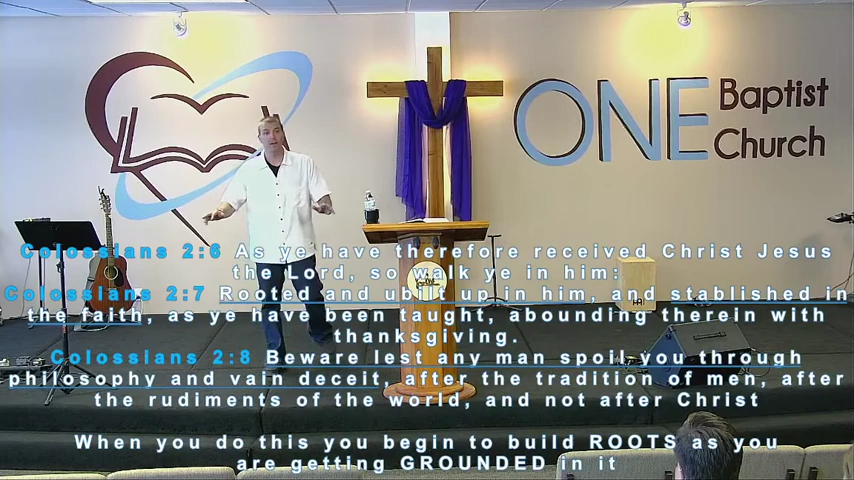 ONE Baptist
Church
Colossians 2:6 As ye have therefore received Christ Jesus
the Lord, so walk ye in him:
Colossians 2:7 Rooted and ubilt up in him, and stablished in
the faith, as ye have been taught, abounding therein with
thanksgiving.
Colossians 2:8 Beware lest any man spoil you through
philosophy and vain deceit, after the tradition of men, after
the rudiments of the world, and not after Christ
When you do this you begin to build ROOTS as you
are getting GROUNDED in it